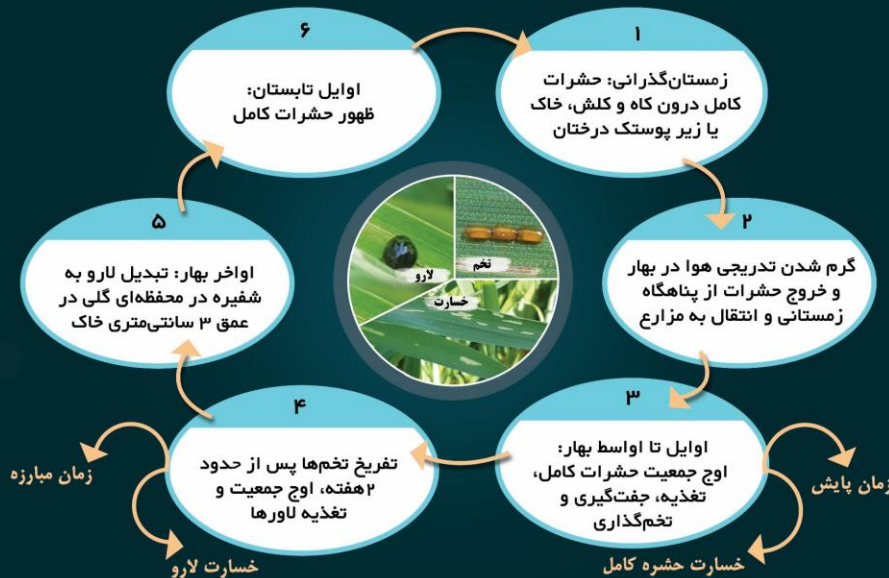 ۱
زمستان‌گذرانی: حشرات
کامل درون کاه و کلش، خاک
یا زیر پوستک درختان
۲
گرم شدن تدریجی هوا در بهار
و خروج حشرات از پناهگاه
زمستانی و انتقال به مزارع
۳
اوایل تا اواسط بهار:
اوج جمعیت حشرات کامل،
تغذیه، جفت‌گیری و
تخم‌گذاری
زمان پایش
خسارت حشره کامل
۴
تفریخ تخم‌ها پس از حدود
۲هفته، اوج جمعیت و
تغذیه لاورها
زمان مبارزه
خسارت لارو
۵
اواخر بهار: تبدیل لارو به
شفیره در محفظه‌ای گلی در
عمق ۳ سانتی‌متری خاک
۶
اوایل تابستان:
ظهور حشرات کامل
تخم
لارو
خسارت